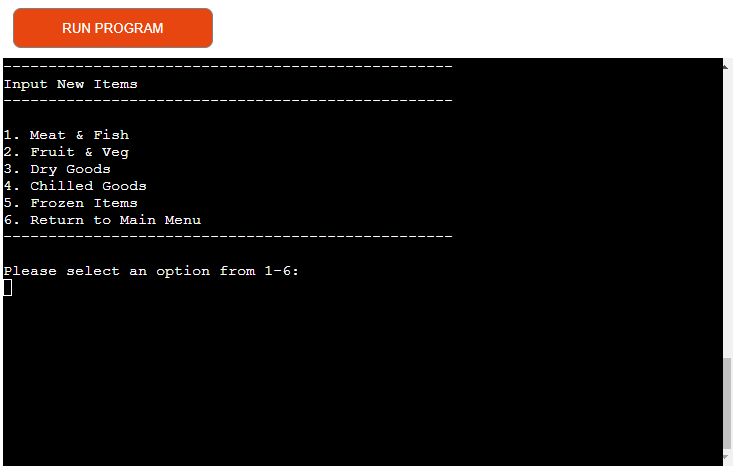 RUN PROGRAM
--------------------------------------------------
Input New Items
--------------------------------------------------
1. Meat & Fish
2. Fruit & Veg
3. Dry Goods
4. Chilled Goods
5. Frozen Items
6. Return to Main Menu
--------------------------------------------------
Please select an option from 1-6: